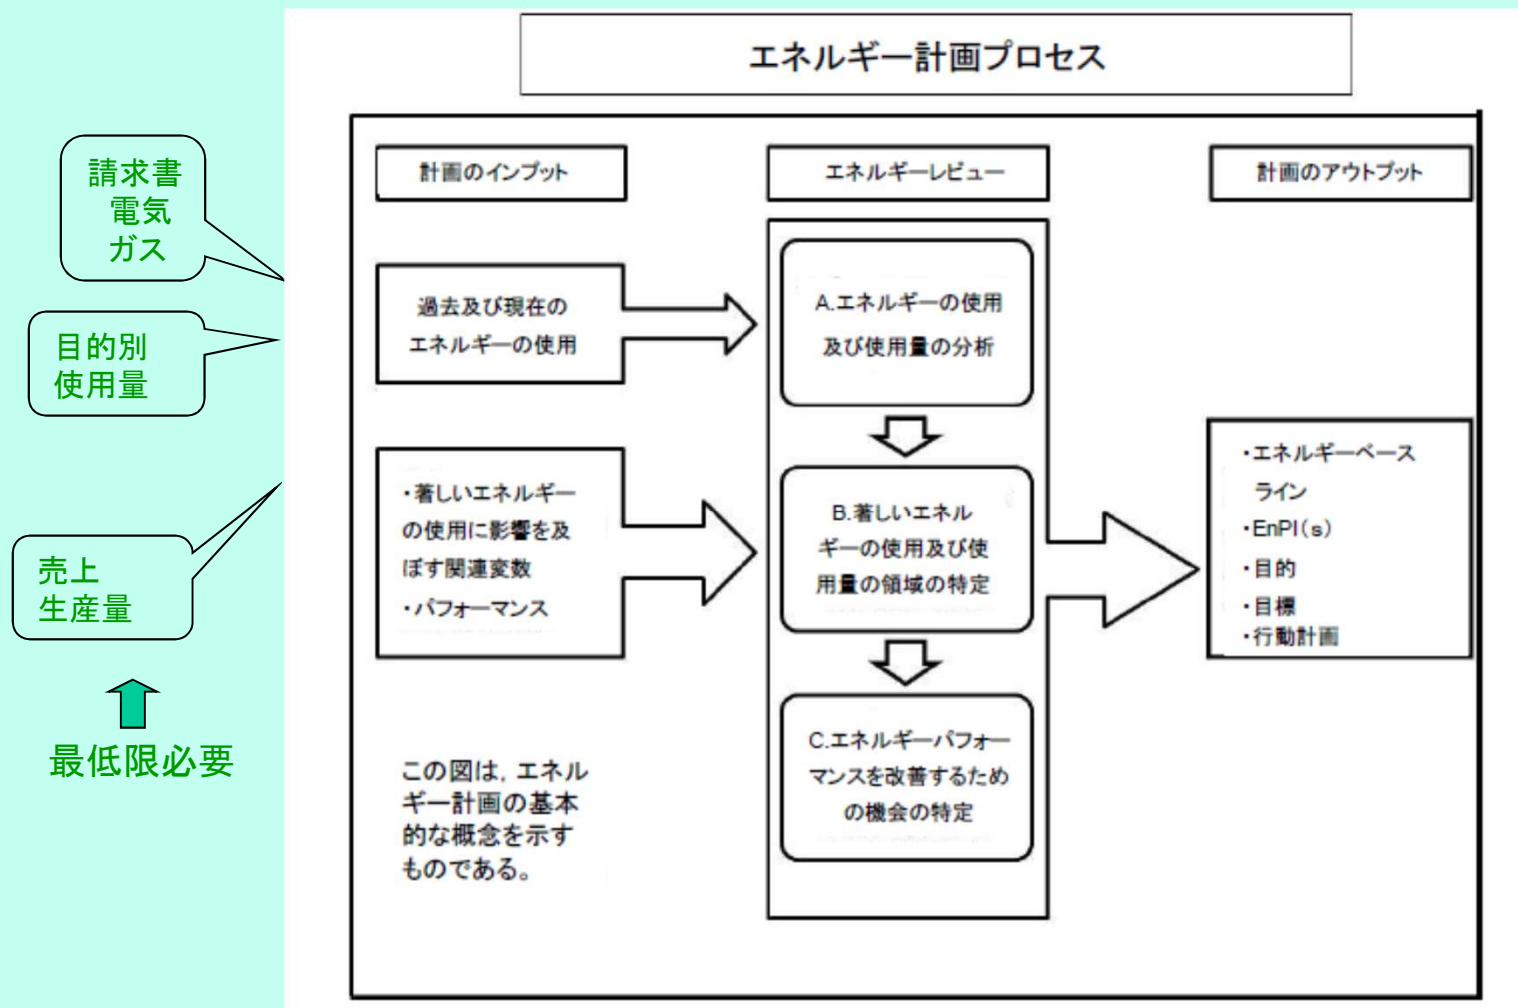 エネルギー計画プロセス
請求書
電気
ガス
目的別
使用量
売上
生産量
最低限必要
計画のインプット
過去及び現在の
エネルギーの使用
・著しいエネルギー
の使用に影響を及
ぼす関連変数
・パフォーマンス
この図は,エネル
ギー計画の基本
的な概念を示す
ものである。
エネルギーレビュー
A.エネルギーの使用
及び使用量の分析
B.著しいエネル
ギーの使用及び使
用量の領域の特定
C.エネルギーパフォー
マンスを改善するため
の機会の特定
計画のアウトプット
・エネルギーベース
ライン
・EnPI(s)
・目的
・目標
・行動計画